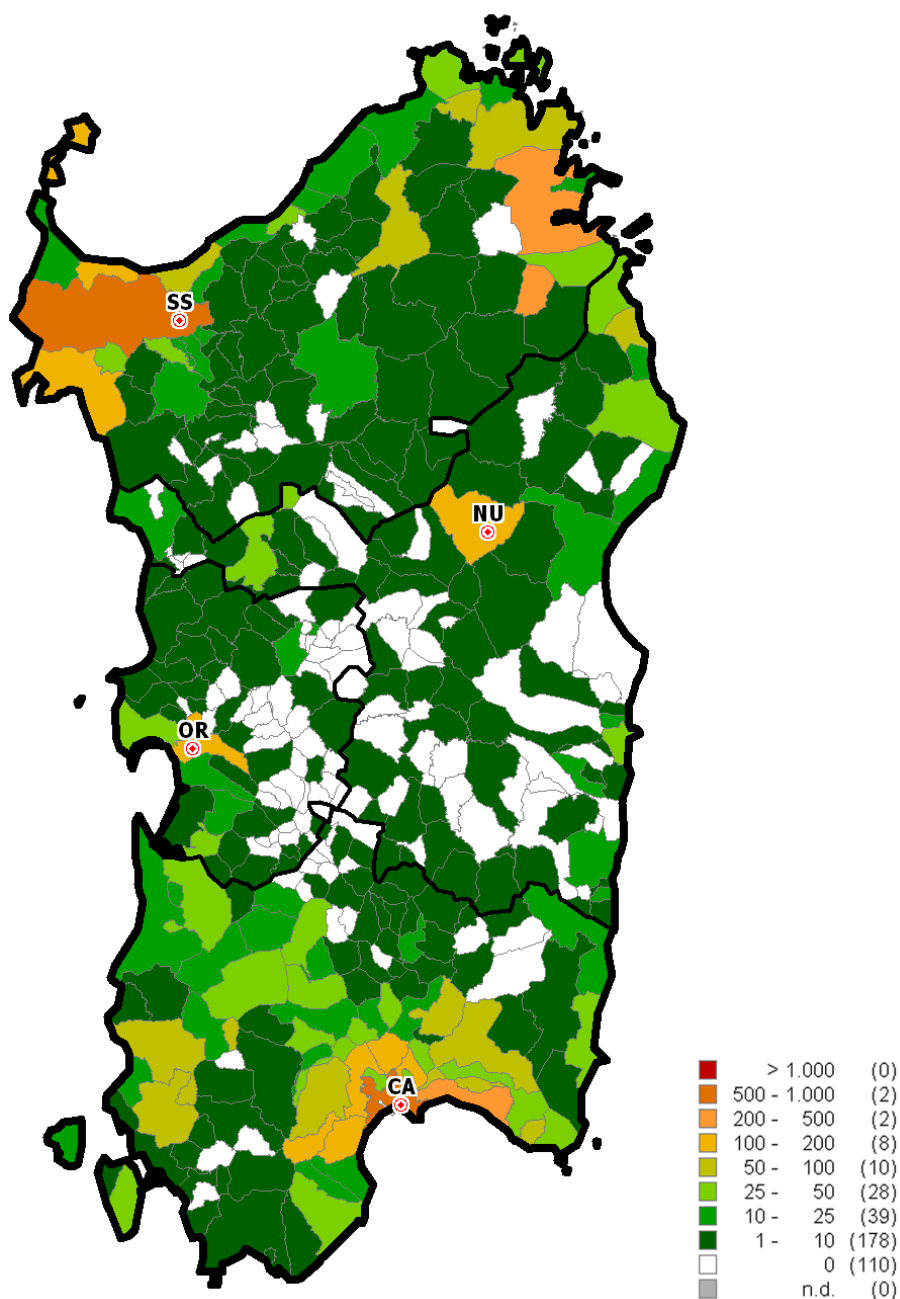 SS
NU
OR
CA
> 1.000 (0)
500 - 1.000 (2)
200 - 500 (2)
100 - 200 (8)
50 - 100 (10)
25 - 50 (28)
10 - 25 (39)
1 - 10 (178)
0 (110)
n.d. (0)